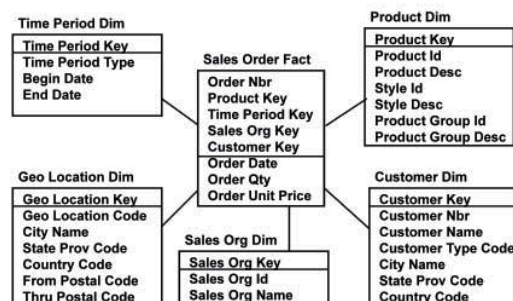 Time Period Dim
Time Period Key
Time Period Type
Begin Date
End Date
Sales Order Fact
Order Nbr
Product Key
Time Period Key
Sales Org Key
Customer Key
Order Date
Order Qty
Order Unit Price
Product Dim
Product Key
Product Id
Product Desc
Style Id
Style Desc
Product Group Id
Product Group Desc
Geo Location Dim
Geo Location Key
Geo Location Code
City Name
State Prov Code
Country Code
From Postal Code
Thru Postal Code
Sales Org Dim
Sales Org Key
Sales Org Id
Sales Org Name
Customer Dim
Customer Key
Customer Nbr
Customer Name
Customer Type Code
City Name
State Prov Code
Country Code